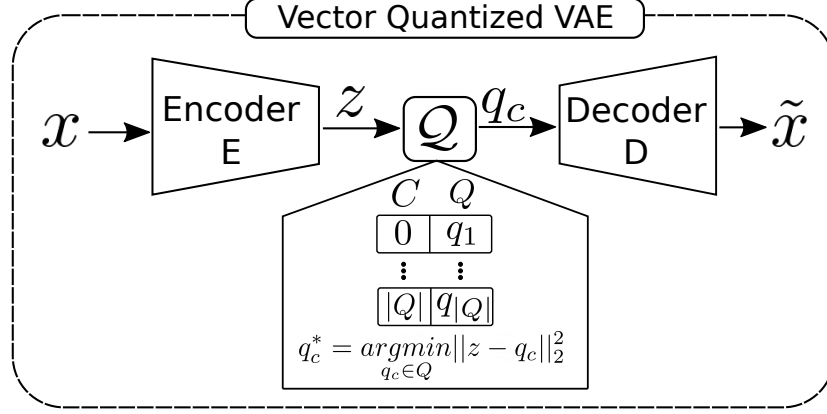 Vector Quantized VAE
x Encoder E z 𝒬 q_c Decoder D x̃
C Q
0 q_1
⋮ ⋮
|Q| q_{|Q|}
q_c^* = argmin||z − q_c||_2^2
q_c∈Q